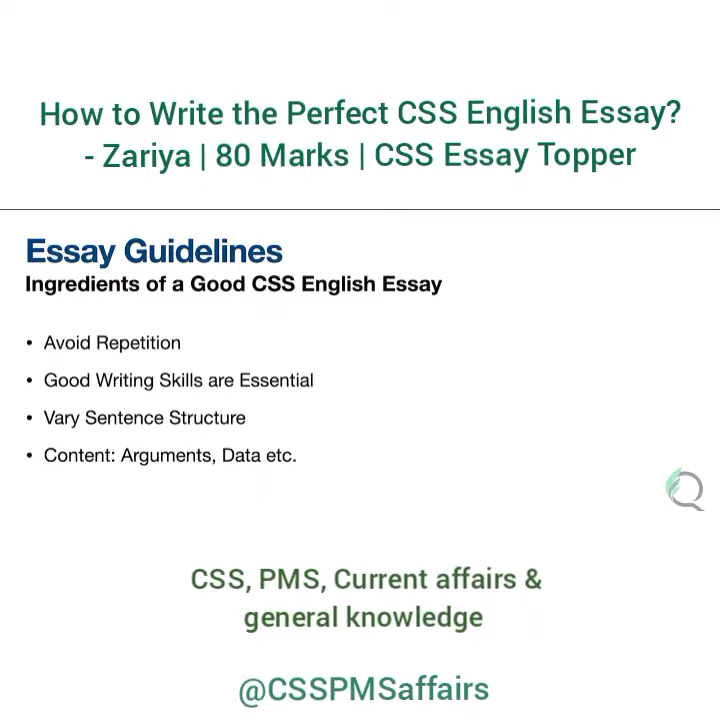 How to Write the Perfect CSS English Essay?
- Zariya | 80 Marks | CSS Essay Topper
Essay Guidelines
Ingredients of a Good CSS English Essay
• Avoid Repetition
• Good Writing Skills are Essential
• Vary Sentence Structure
• Content: Arguments, Data etc.
CSS, PMS, Current affairs &
general knowledge
@CSSPMSaffairs